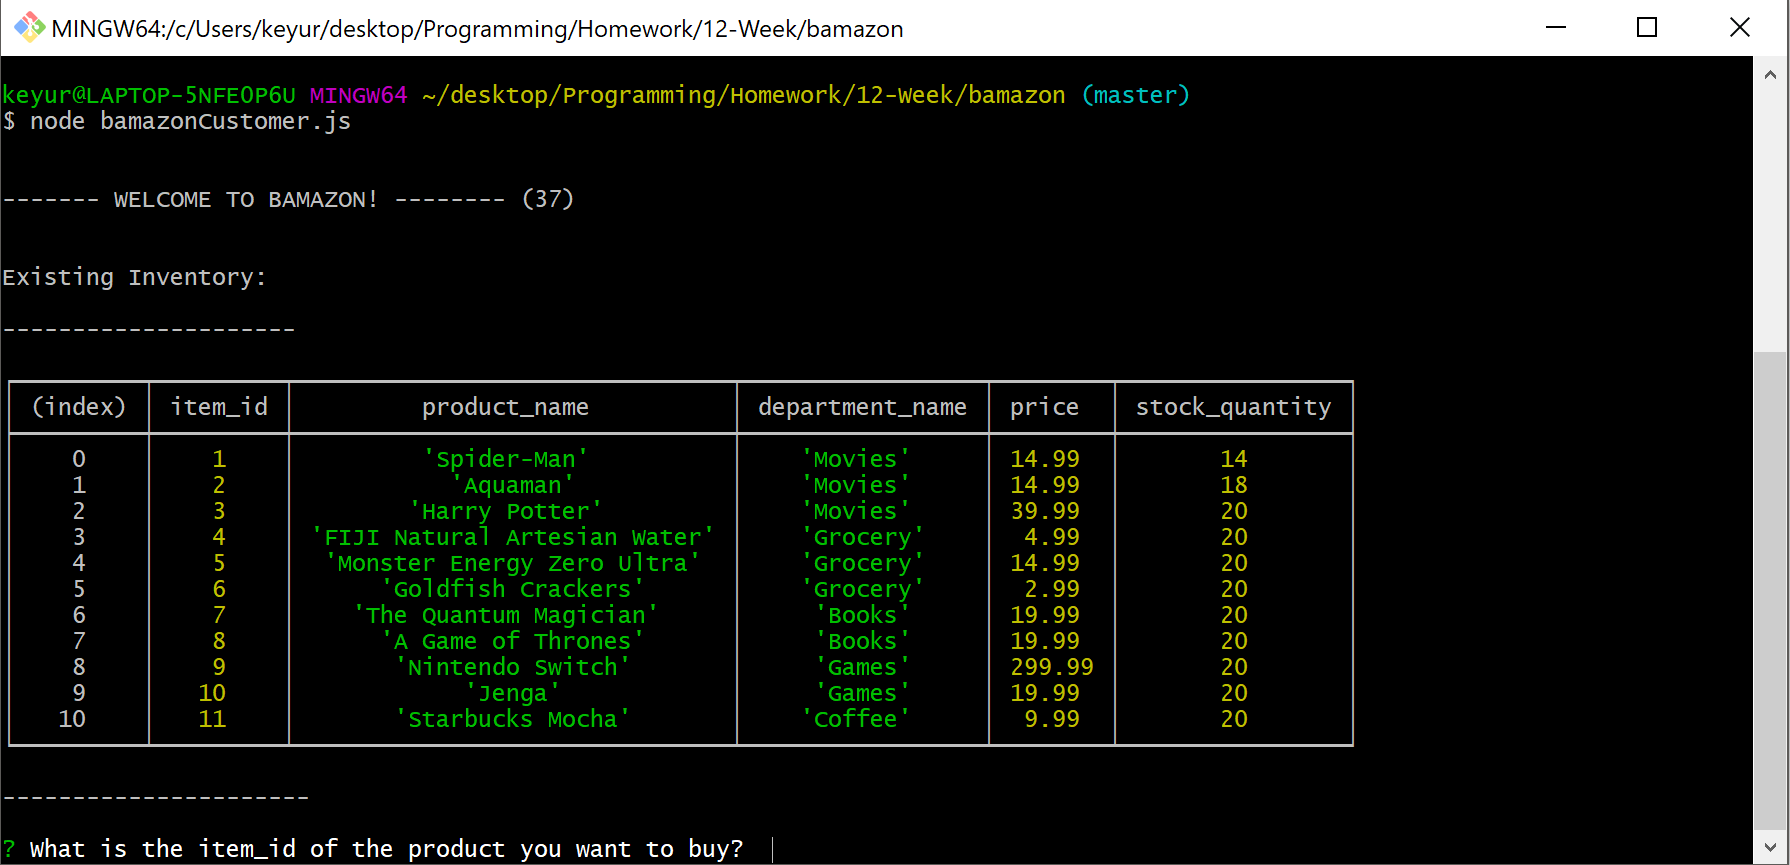 MINGW64:/c/Users/keyur/desktop/Programming/Homework/12-Week/bamazon
keyur@LAPTOP-5NFE0P6U MINGW64 ~/desktop/Programming/Homework/12-Week/bamazon (master)
$ node bamazonCustomer.js
------- WELCOME TO BAMAZON! -------- (37)
Existing Inventory:
---------------------
(index) item_id product_name department_name price stock_quantity
0 1 'Spider-Man' 'Movies' 14.99 14
1 2 'Aquaman' 'Movies' 14.99 18
2 3 'Harry Potter' 'Movies' 39.99 20
3 4 'FIJI Natural Artesian Water' 'Grocery' 4.99 20
4 5 'Monster Energy Zero Ultra' 'Grocery' 14.99 20
5 6 'Goldfish Crackers' 'Grocery' 2.99 20
6 7 'The Quantum Magician' 'Books' 19.99 20
7 8 'A Game of Thrones' 'Books' 19.99 20
8 9 'Nintendo Switch' 'Games' 299.99 20
9 10 'Jenga' 'Games' 19.99 20
10 11 'Starbucks Mocha' 'Coffee' 9.99 20
----------------------
? What is the item_id of the product you want to buy?